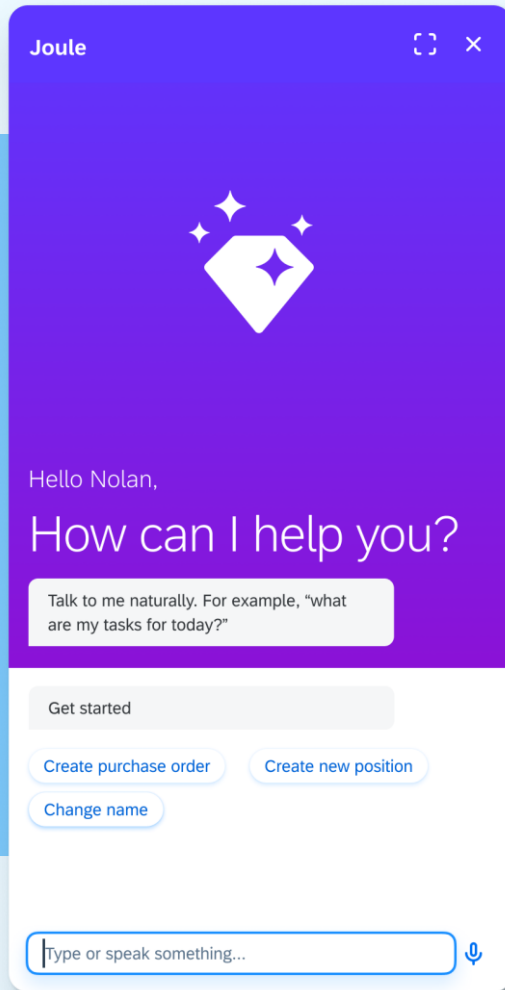 Joule
Hello Nolan,
How can I help you?
Talk to me naturally. For example, “what
are my tasks for today?”
Get started
Create purchase order
Create new position
Change name
Type or speak something...